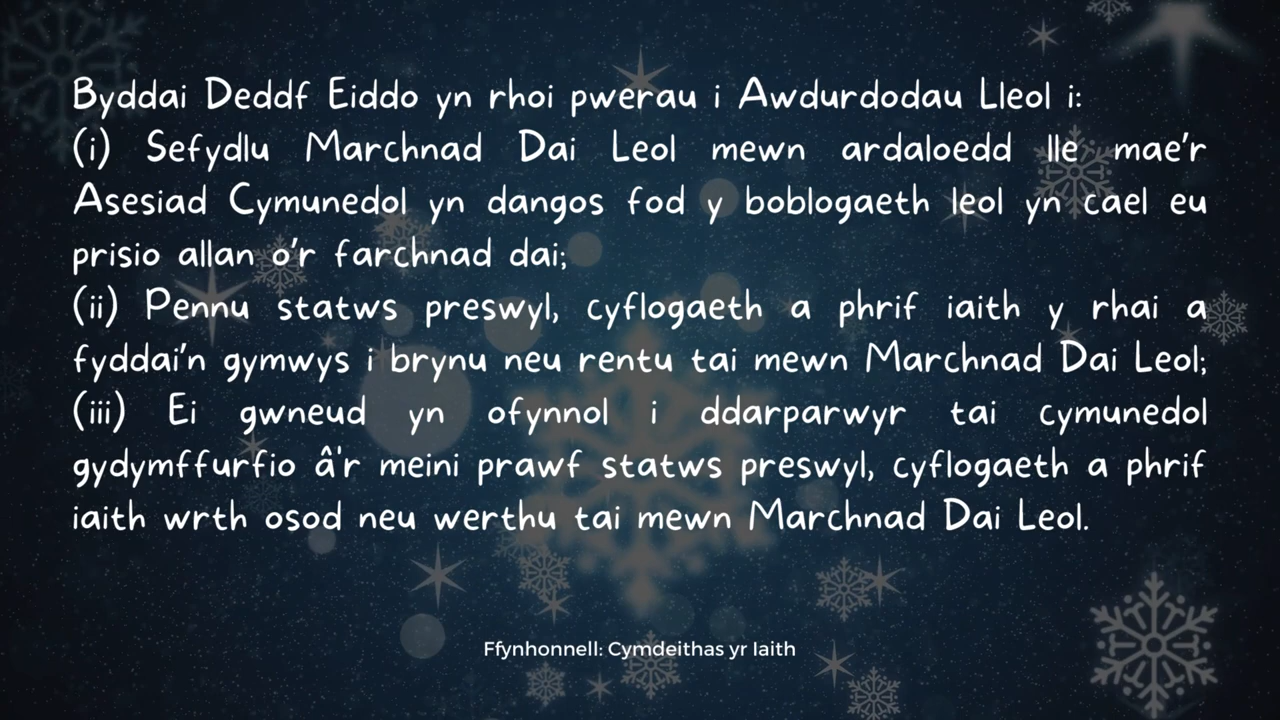 Byddai Deddf Eiddo yn rhoi pwerau i Awdurdodau Lleol i:
(i) Sefydlu Marchnad Dai Leol mewn ardaloedd lle mae'r
Asesiad Cymunedol yn dangos fod y boblogaeth leol yn cael eu
prisio allan o'r farchnad dai;
(ii) Pennu statws preswyl, cyflogaeth a phrif iaith y rhai a
fyddai'n gymwys i brynu neu rentu tai mewn Marchnad Dai Leol;
(iii) Ei gwneud yn ofynnol i ddarparwyr tai cymunedol
gydymffurfio â'r meini prawf statws preswyl, cyflogaeth a phrif
iaith wrth osod neu werthu tai mewn Marchnad Dai Leol.
Ffynhonnell: Cymdeithas yr Iaith